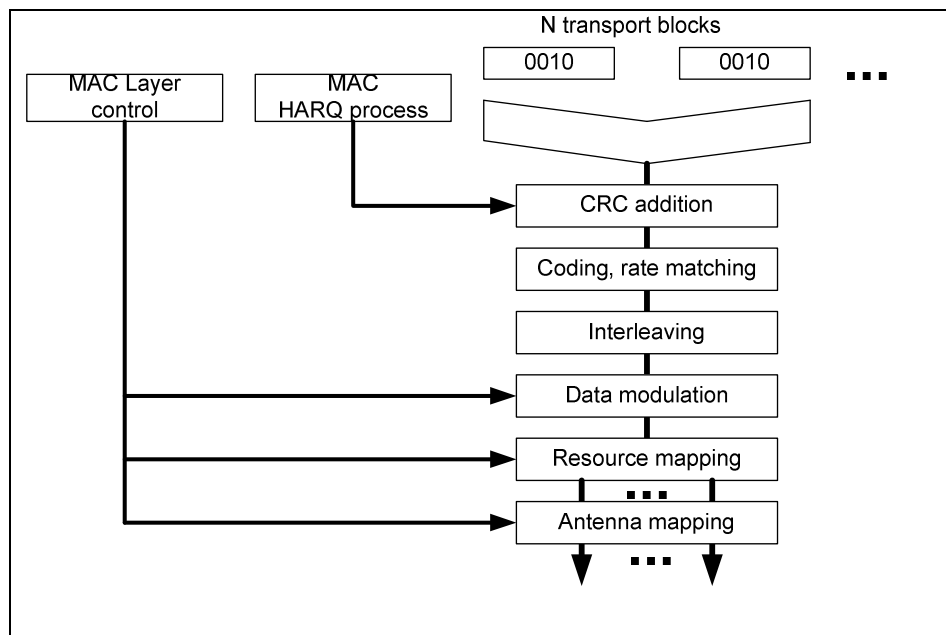 N transport blocks
0010
0010
MAC Layer
control
MAC
HARQ process
CRC addition
Coding, rate matching
Interleaving
Data modulation
Resource mapping
Antenna mapping